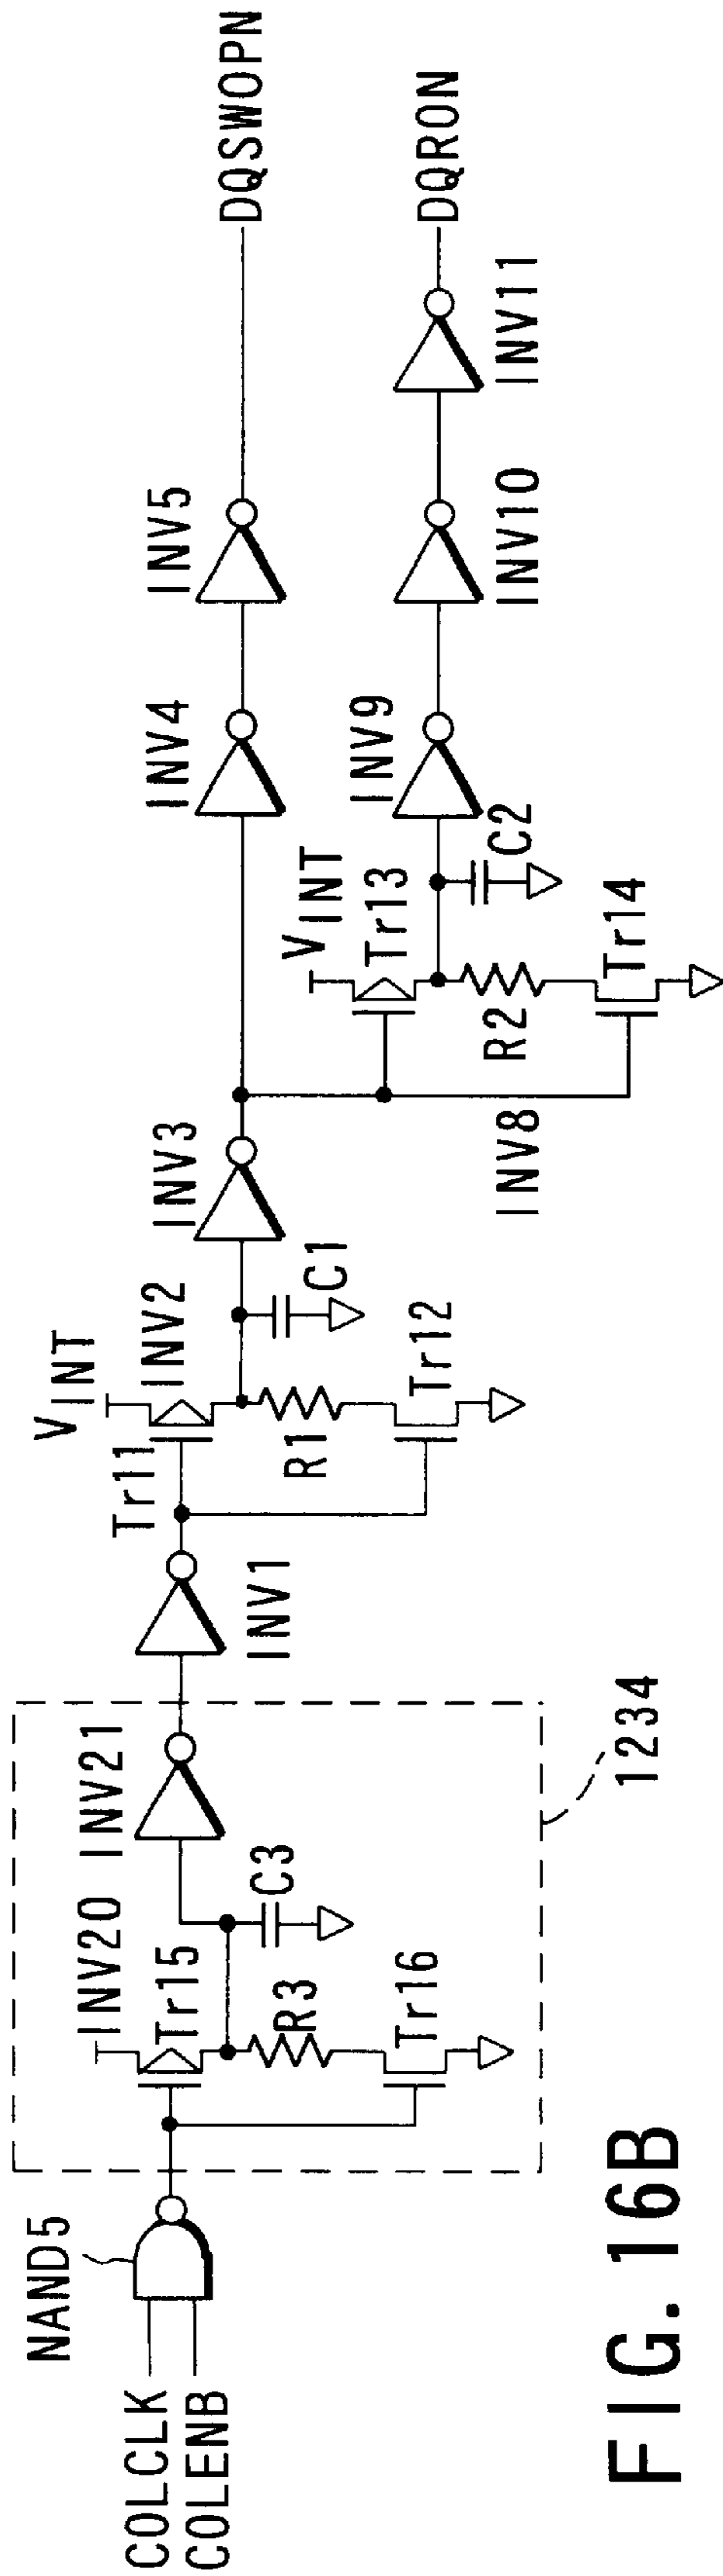 COLCLK
COLENB
NAND5
INV20
Tr15
R3
Tr16
C3
INV21
1234
INV1
Tr11
VINT
INV2
R1
Tr12
C1
INV3
INV8
VINT
Tr13
R2
Tr14
C2
INV4
INV5
DQSWOPN
INV9
INV10
INV11
DQRON
FIG. 16B